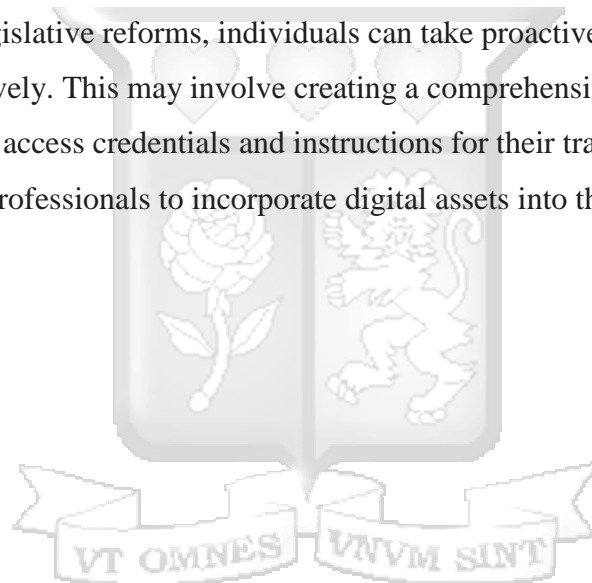 gislative reforms, individuals can take proactive
vely. This may involve creating a comprehensiv
access credentials and instructions for their tra
rofessionals to incorporate digital assets into th
VT OMNES VNVM SINT